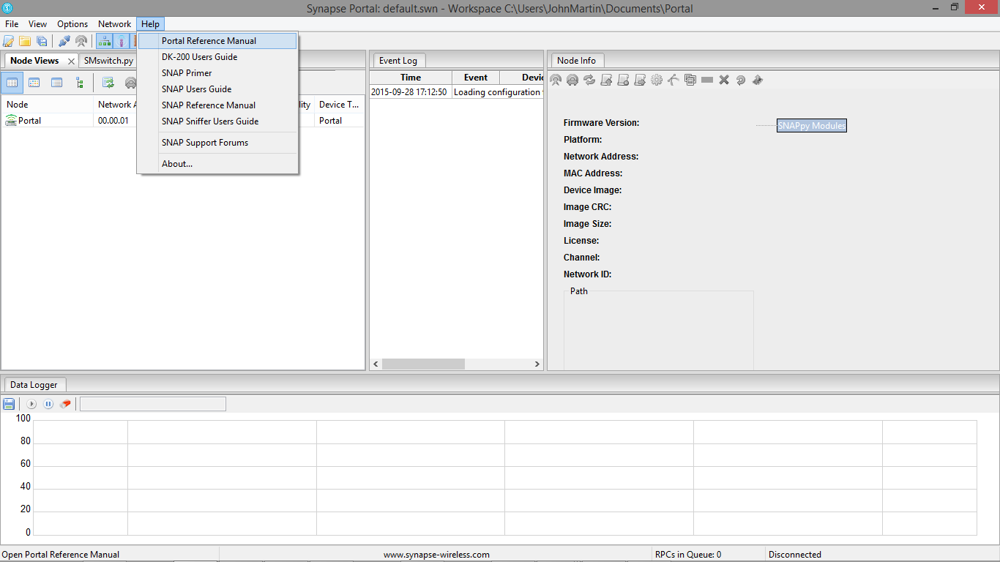 Synapse Portal: default.swn - Workspace C:\Users\JohnMartin\Documents\Portal
File View Options Network Help
Portal Reference Manual
DK-200 Users Guide
SNAP Primer
SNAP Users Guide
SNAP Reference Manual
SNAP Sniffer Users Guide
SNAP Support Forums
About...
Node Views SMswitch.py
Node Network A lity Device T...
Portal 00.00.01 Portal
Event Log
Time Event Devic
2015-09-28 17:12:50 Loading configuration
Node Info
Firmware Version:
Platform:
Network Address:
MAC Address:
Device Image:
Image CRC:
Image Size:
License:
Channel:
Network ID:
Path
SNAPpy Modules
Data Logger
100
80
60
40
20
0
Open Portal Reference Manual www.synapse-wireless.com RPCs in Queue: 0 Disconnected